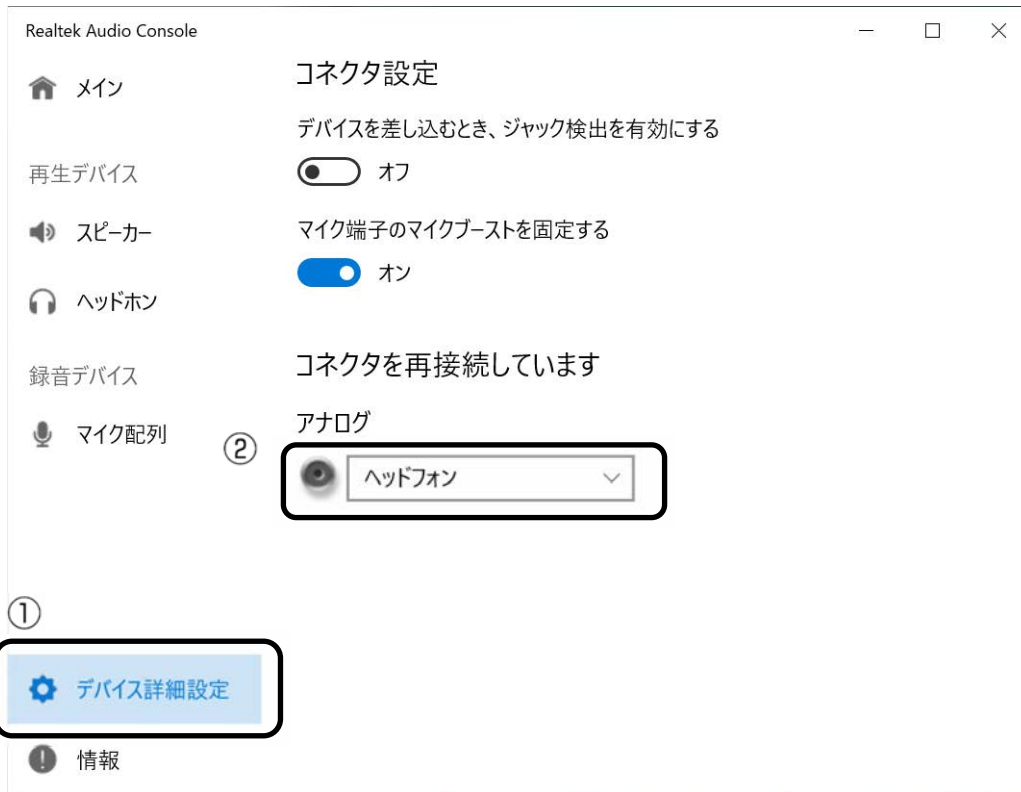 Realtek Audio Console
メイン
再生デバイス
スピーカー
ヘッドホン
録音デバイス
マイク配列
①
デバイス詳細設定
情報
コネクタ設定
デバイスを差し込むとき、ジャック検出を有効にする
オフ
マイク端子のマイクブーストを固定する
オン
コネクタを再接続しています
アナログ
②
ヘッドフォン